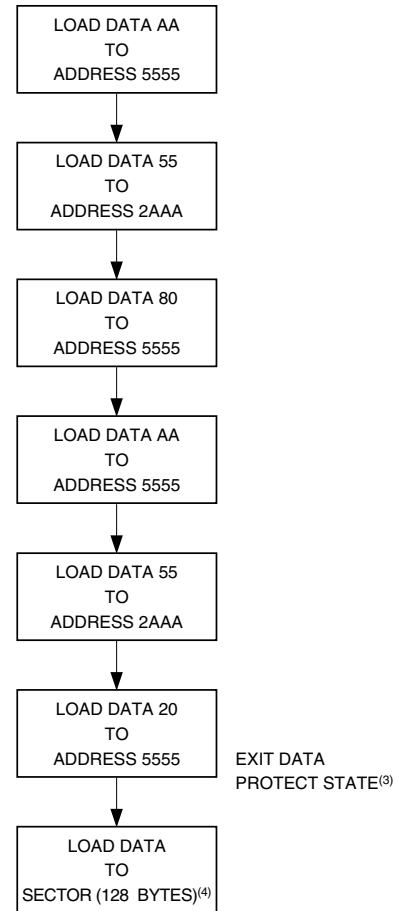 LOAD DATA AA
TO
ADDRESS 5555
LOAD DATA 55
TO
ADDRESS 2AAA
LOAD DATA 80
TO
ADDRESS 5555
LOAD DATA AA
TO
ADDRESS 5555
LOAD DATA 55
TO
ADDRESS 2AAA
LOAD DATA 20
TO
ADDRESS 5555
EXIT DATA
PROTECT STATE(3)
LOAD DATA
TO
SECTOR (128 BYTES)(4)